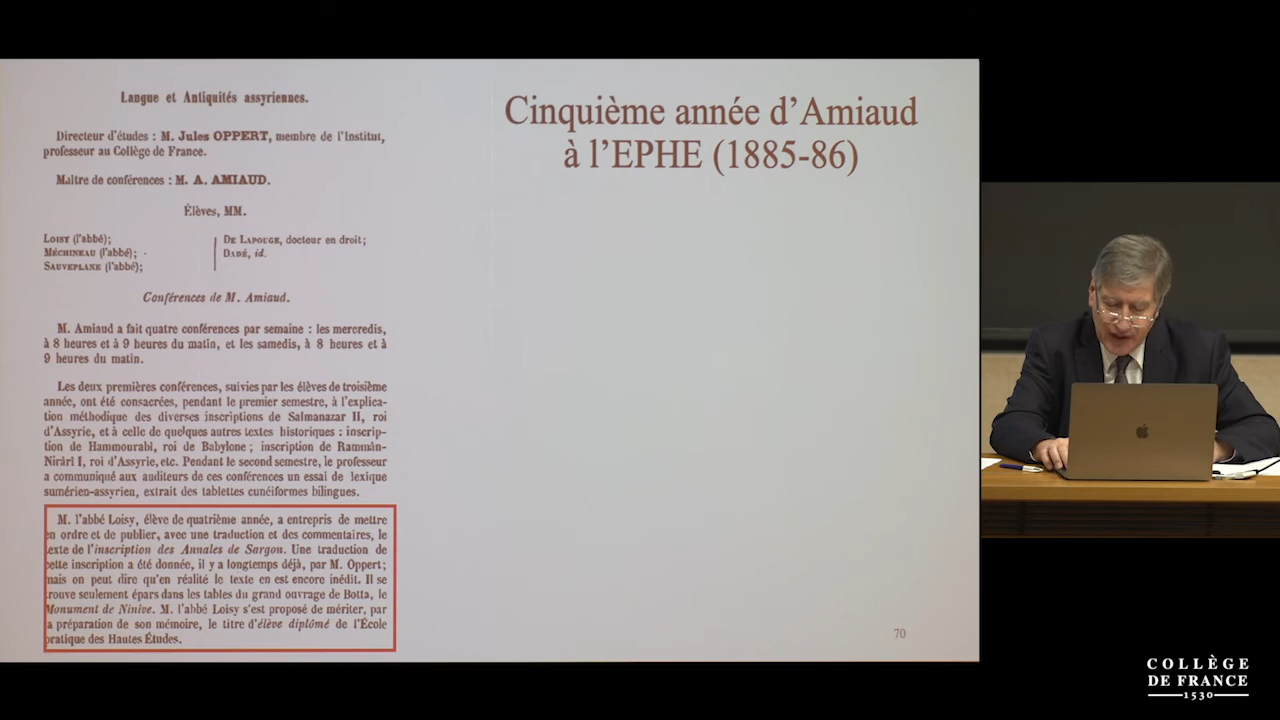 Langue et Antiquités assyriennes.
Directeur d'études : M. Jules OPPERT, membre de l'Institut,
professeur au Collège de France.
Maître de conférences : M. A. AMIAUD.
Élèves, MM.
LOISY (l'abbé);
MÉCHINEAU (l'abbé);
SAUVEPLANE (l'abbé);
DE LAPOUGE, docteur en droit;
DADÉ, id.
Conférences de M. Amiaud.
M. Amiaud a fait quatre conférences par semaine : les mercredis,
à 8 heures et à 9 heures du matin, et les samedis, à 8 heures et à
9 heures du matin.
Les deux premières conférences, suivies par les élèves de troisième
année, ont été consacrées, pendant le premier semestre, à l'explica-
tion méthodique des diverses inscriptions de Salmanazar II, roi
d'Assyrie, et à celle de quelques autres textes historiques : inscrip-
tion de Hammourabi, roi de Babylone; inscription de Rammân-
Nirâri I, roi d'Assyrie, etc. Pendant le second semestre, le professeur
a communiqué aux auditeurs de ces conférences un essai de lexique
sumérien-assyrien, extrait des tablettes cunéiformes bilingues.
M. l'abbé Loisy, élève de quatrième année, a entrepris de mettre
en ordre et de publier, avec une traduction et des commentaires, le
texte de l'inscription des Annales de Sargon. Une traduction de
cette inscription a été donnée, il y a longtemps déjà, par M. Oppert;
mais on peut dire qu'en réalité le texte en est encore inédit. Il se
trouve seulement épars dans les tables du grand ouvrage de Botta, le
Monument de Ninive. M. l'abbé Loisy s'est proposé de mériter, par
la préparation de son mémoire, le titre d'élève diplômé de l'École
pratique des Hautes Études.
Cinquième année d'Amiaud
à l'EPHE (1885-86)
70
COLLÈGE
DE FRANCE
1530